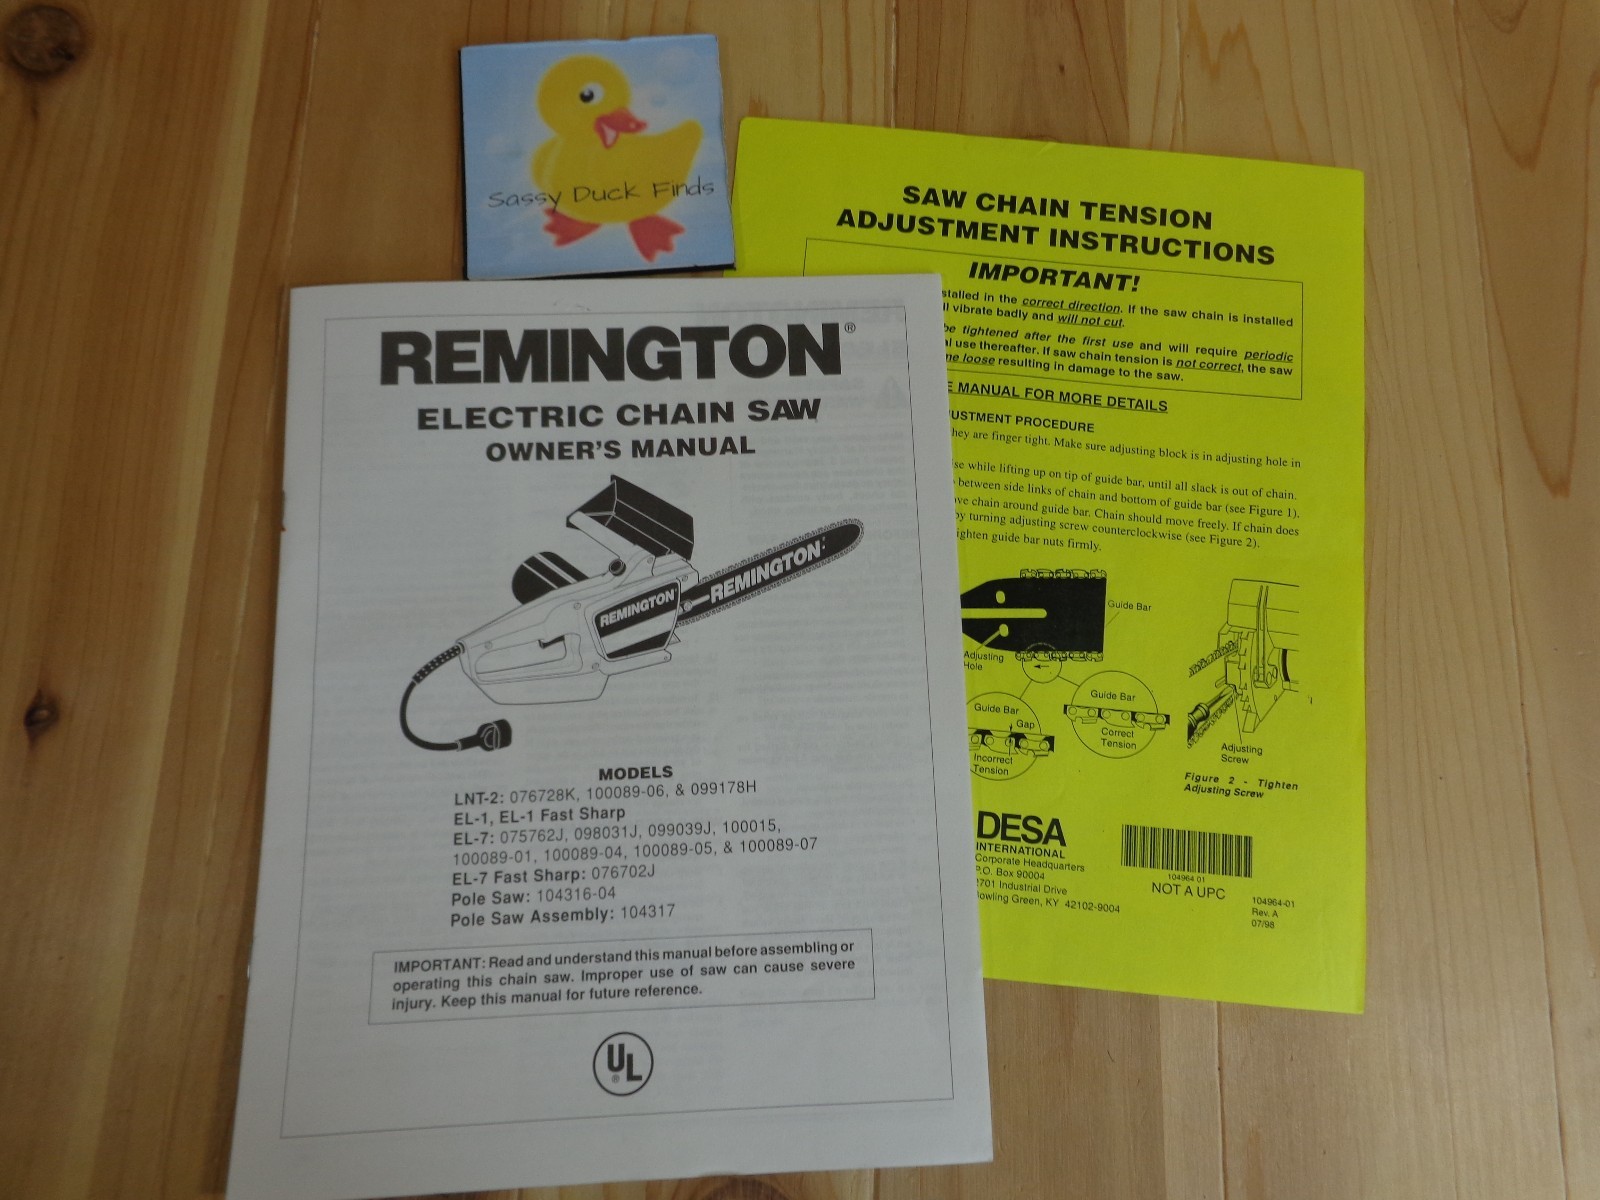 Sassy Duck Finds
REMINGTON®
ELECTRIC CHAIN SAW
OWNER'S MANUAL
REMINGTON
REMINGTON
MODELS
LNT-2: 076728K, 100089-06, & 099178H
EL-1, EL-1 Fast Sharp
EL-7: 075762J, 098031J, 099039J, 100015,
100089-01, 100089-04, 100089-05, & 100089-07
EL-7 Fast Sharp: 076702J
Pole Saw: 104316-04
Pole Saw Assembly: 104317
IMPORTANT: Read and understand this manual before assembling or
operating this chain saw. Improper use of saw can cause severe
injury. Keep this manual for future reference.
UL
®
SAW CHAIN TENSION
ADJUSTMENT INSTRUCTIONS
IMPORTANT!
stalled in the correct direction. If the saw chain is installed
ll vibrate badly and will not cut.
be tightened after the first use and will require periodic
al use thereafter. If saw chain tension is not correct, the saw
me loose resulting in damage to the saw.
E MANUAL FOR MORE DETAILS
USTMENT PROCEDURE
hey are finger tight. Make sure adjusting block is in adjusting hole in
se while lifting up on tip of guide bar, until all slack is out of chain.
between side links of chain and bottom of guide bar (see Figure 1).
ve chain around guide bar. Chain should move freely. If chain does
by turning adjusting screw counterclockwise (see Figure 2).
ighten guide bar nuts firmly.
Guide Bar
Adjusting
Hole
Guide Bar
Gap
Incorrect
Tension
Guide Bar
Correct
Tension
Adjusting
Screw
Figure 2 - Tighten
Adjusting Screw
DESA
INTERNATIONAL
Corporate Headquarters
P.O. Box 90004
2701 Industrial Drive
Bowling Green, KY 42102-9004
104964 01
NOT A UPC
104964-01
Rev. A
07/98